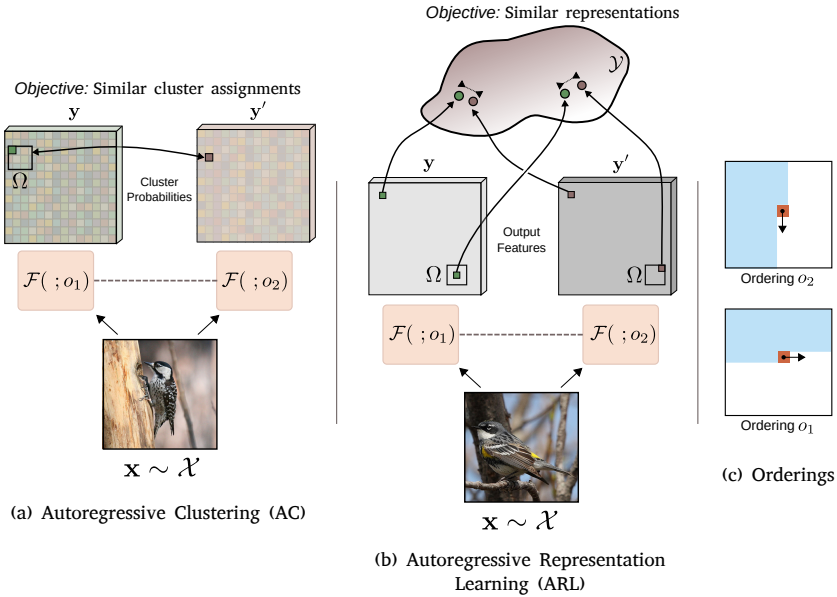 Objective: Similar cluster assignments
y
y′
Ω
Cluster
Probabilities
F( ; o₁)
F( ; o₂)
x ∼ X
(a) Autoregressive Clustering (AC)
Objective: Similar representations
Y
y
y′
Output
Features
Ω
Ω
F( ; o₁)
F( ; o₂)
x ∼ X
(b) Autoregressive Representation
Learning (ARL)
Ordering o₂
Ordering o₁
(c) Orderings